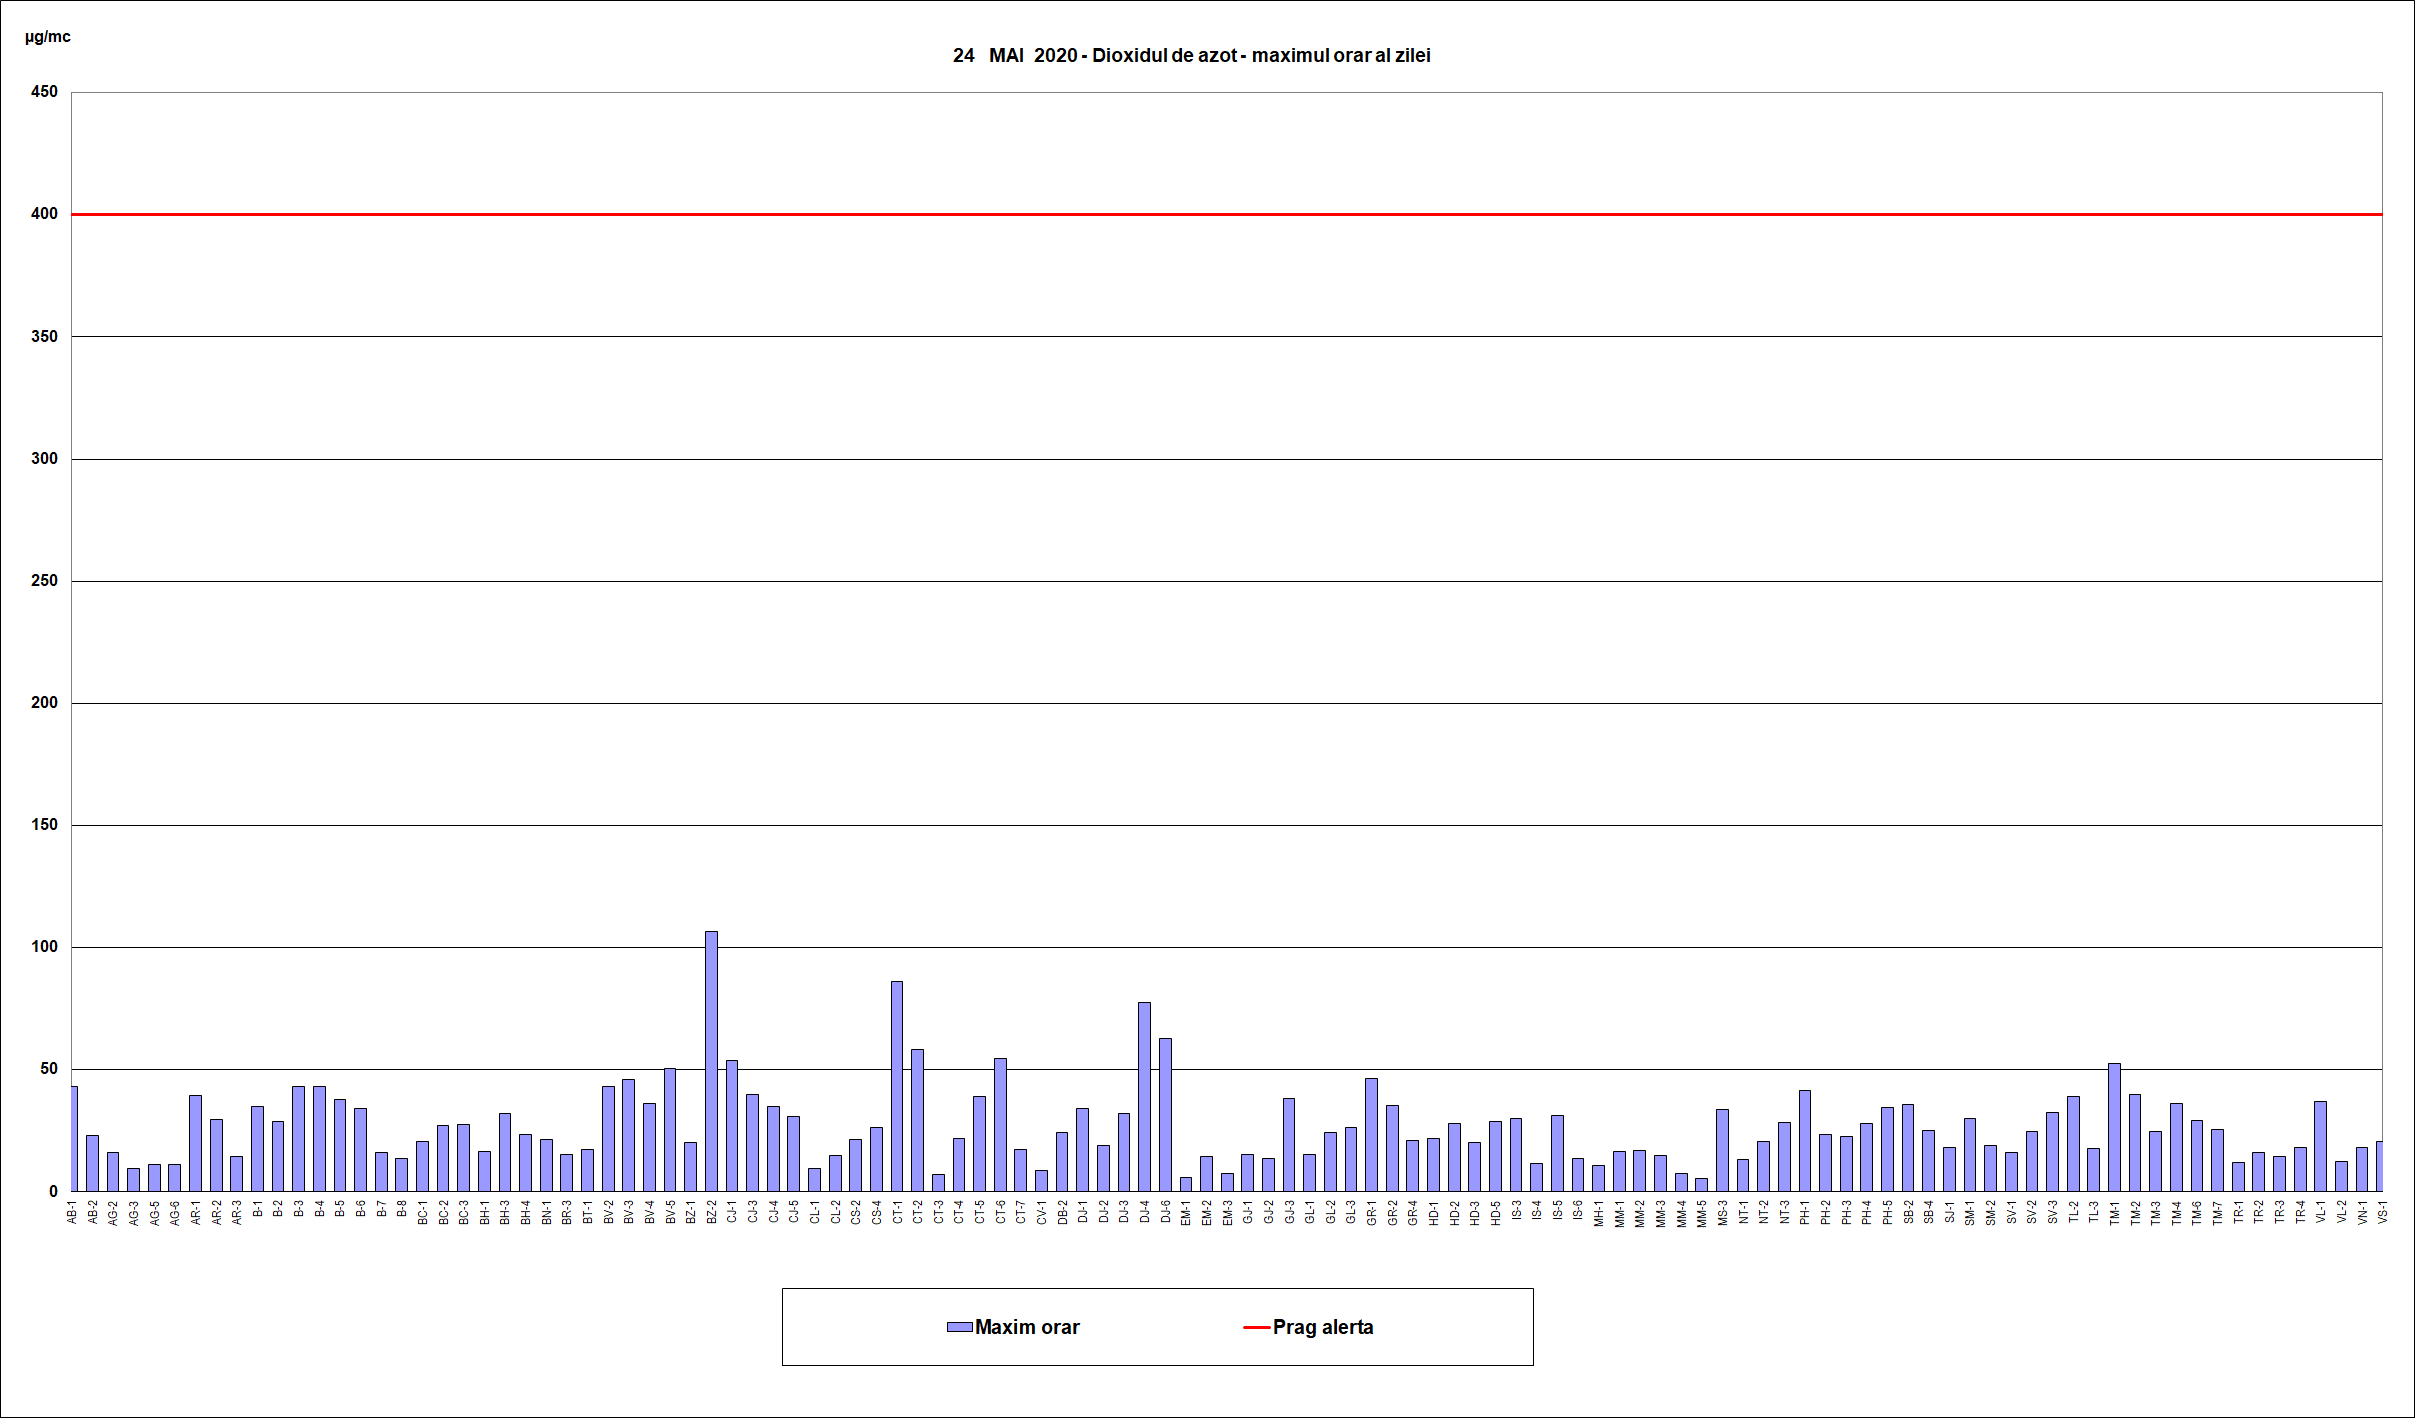 µg/mc
24 MAI 2020 - Dioxidul de azot - maximul orar al zilei
450
400
350
300
250
200
150
100
50
0
AB-1 AB-2 AG-2 AG-3 AG-5 AG-6 AR-1 AR-2 AR-3 B-1 B-2 B-3 B-4 B-5 B-6 B-7 B-8 BC-1 BC-2 BC-3 BH-1 BH-3 BH-4 BN-1 BR-3 BT-1 BV-2 BV-3 BV-4 BV-5 BZ-1 BZ-2 CJ-1 CJ-3 CJ-4 CJ-5 CL-1 CL-2 CS-2 CS-4 CT-1 CT-2 CT-3 CT-4 CT-5 CT-6 CT-7 CV-1 DB-2 DJ-1 DJ-2 DJ-3 DJ-4 DJ-6 EM-1 EM-2 EM-3 GJ-1 GJ-2 GJ-3 GL-1 GL-2 GL-3 GR-1 GR-2 GR-4 HD-1 HD-2 HD-3 HD-5 IS-3 IS-4 IS-5 IS-6 MH-1 MM-1 MM-2 MM-3 MM-4 MM-5 MS-3 NT-1 NT-2 NT-3 PH-1 PH-2 PH-3 PH-4 PH-5 SB-2 SB-4 SJ-1 SM-1 SM-2 SV-1 SV-2 SV-3 TL-2 TL-3 TM-1 TM-2 TM-3 TM-4 TM-6 TM-7 TR-1 TR-2 TR-3 TR-4 VL-1 VL-2 VN-1 VS-1
Maxim orar Prag alerta